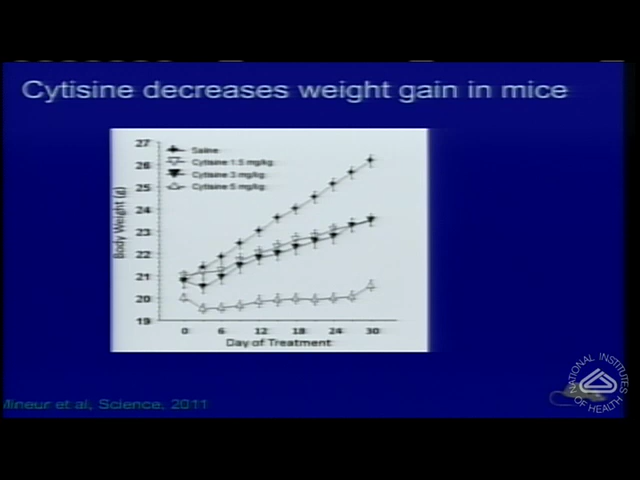 Cytisine decreases weight gain in mice
27
Saline
26
Cytisine 1.5 mg/kg
Cytisine 3 mg/kg
25
Cytisine 5 mg/kg
24
Body Weight (g)
23
22
21
20
19
0 6 12 18 24 30
Day of Treatment
Mineur et al, Science, 2011
NATIONAL INSTITUTES
OF HEALTH